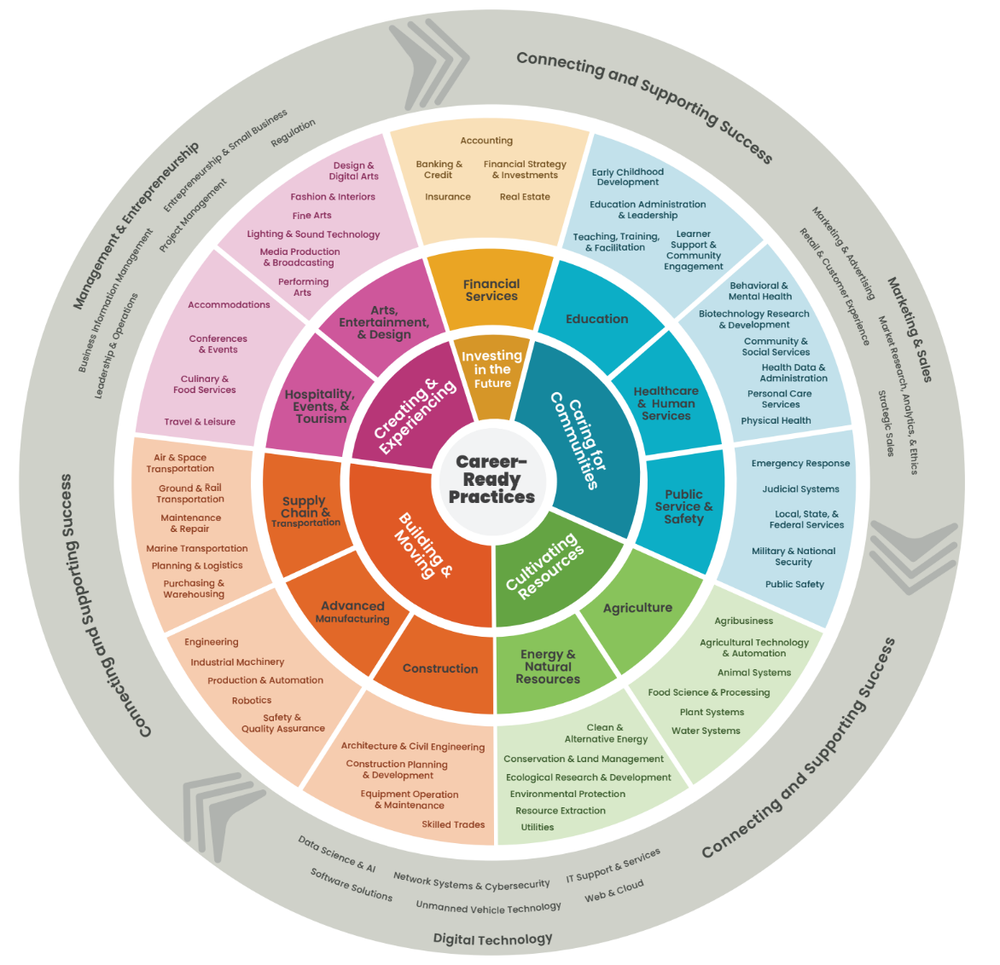 Career-
Ready
Practices
Investing
in the
Future
Financial
Services
Accounting
Banking &
Credit
Financial Strategy
& Investments
Insurance
Real Estate
Caring for
Communities
Education
Early Childhood
Development
Education Administration
& Leadership
Teaching, Training,
& Facilitation
Learner
Support &
Community
Engagement
Healthcare
& Human
Services
Behavioral &
Mental Health
Biotechnology Research
& Development
Community &
Social Services
Health Data &
Administration
Personal Care
Services
Physical Health
Public
Service &
Safety
Emergency Response
Judicial Systems
Local, State, &
Federal Services
Military & National
Security
Public Safety
Cultivating
Resources
Agriculture
Agribusiness
Agricultural Technology
& Automation
Animal Systems
Food Science & Processing
Plant Systems
Water Systems
Energy &
Natural
Resources
Clean &
Alternative Energy
Conservation & Land Management
Ecological Research & Development
Environmental Protection
Resource Extraction
Utilities
Building &
Moving
Construction
Architecture & Civil Engineering
Construction Planning
& Development
Equipment Operation
& Maintenance
Skilled Trades
Advanced
Manufacturing
Engineering
Industrial Machinery
Production & Automation
Robotics
Safety &
Quality Assurance
Supply
Chain &
Transportation
Air & Space
Transportation
Ground & Rail
Transportation
Maintenance
& Repair
Marine Transportation
Planning & Logistics
Purchasing &
Warehousing
Creating &
Experiencing
Hospitality,
Events, &
Tourism
Accommodations
Conferences
& Events
Culinary &
Food Services
Travel & Leisure
Arts,
Entertainment,
& Design
Design &
Digital Arts
Fashion & Interiors
Fine Arts
Lighting & Sound Technology
Media Production
& Broadcasting
Performing
Arts
Connecting and Supporting Success
Marketing & Sales
Marketing & Advertising
Market Research, Analytics, & Ethics
Retail & Customer Experience
Strategic Sales
Connecting and Supporting Success
Digital Technology
Data Science & AI
Network Systems & Cybersecurity
IT Support & Services
Software Solutions
Unmanned Vehicle Technology
Web & Cloud
Connecting and Supporting Success
Management & Entrepreneurship
Business Information Management
Entrepreneurship & Small Business
Leadership & Operations
Project Management
Regulation